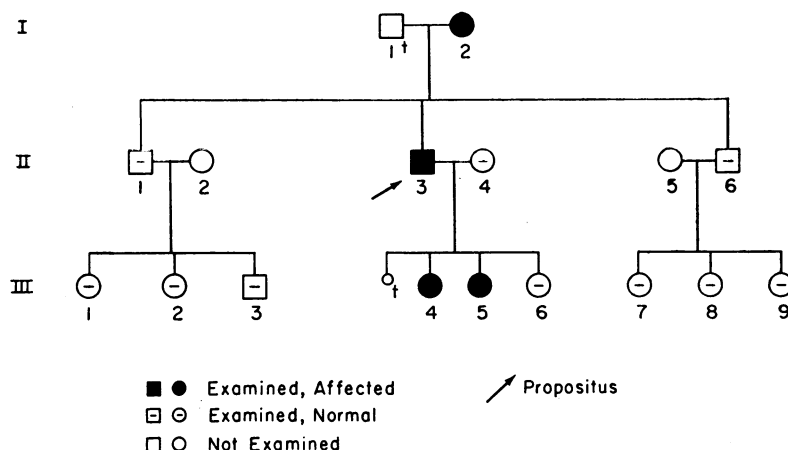 I
1 † 2
II
1 2 3 4 5 6
III
† 
1 2 3 4 5 6 7 8 9
Examined, Affected
Propositus
Examined, Normal
Not Examined